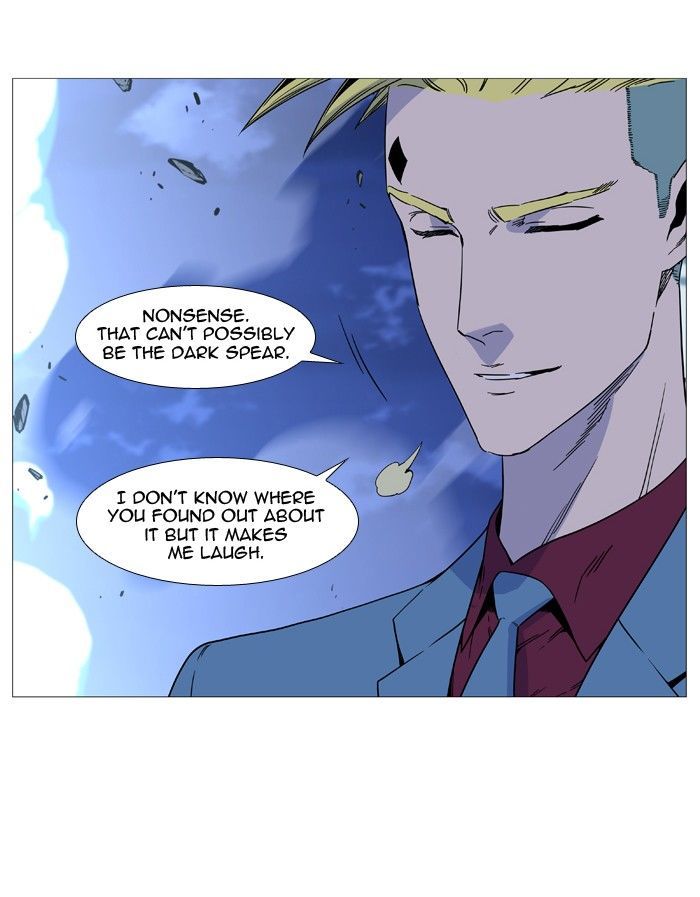 NONSENSE.
THAT CAN'T POSSIBLY
BE THE DARK SPEAR.
I DON'T KNOW WHERE
YOU FOUND OUT ABOUT
IT BUT IT MAKES
ME LAUGH.